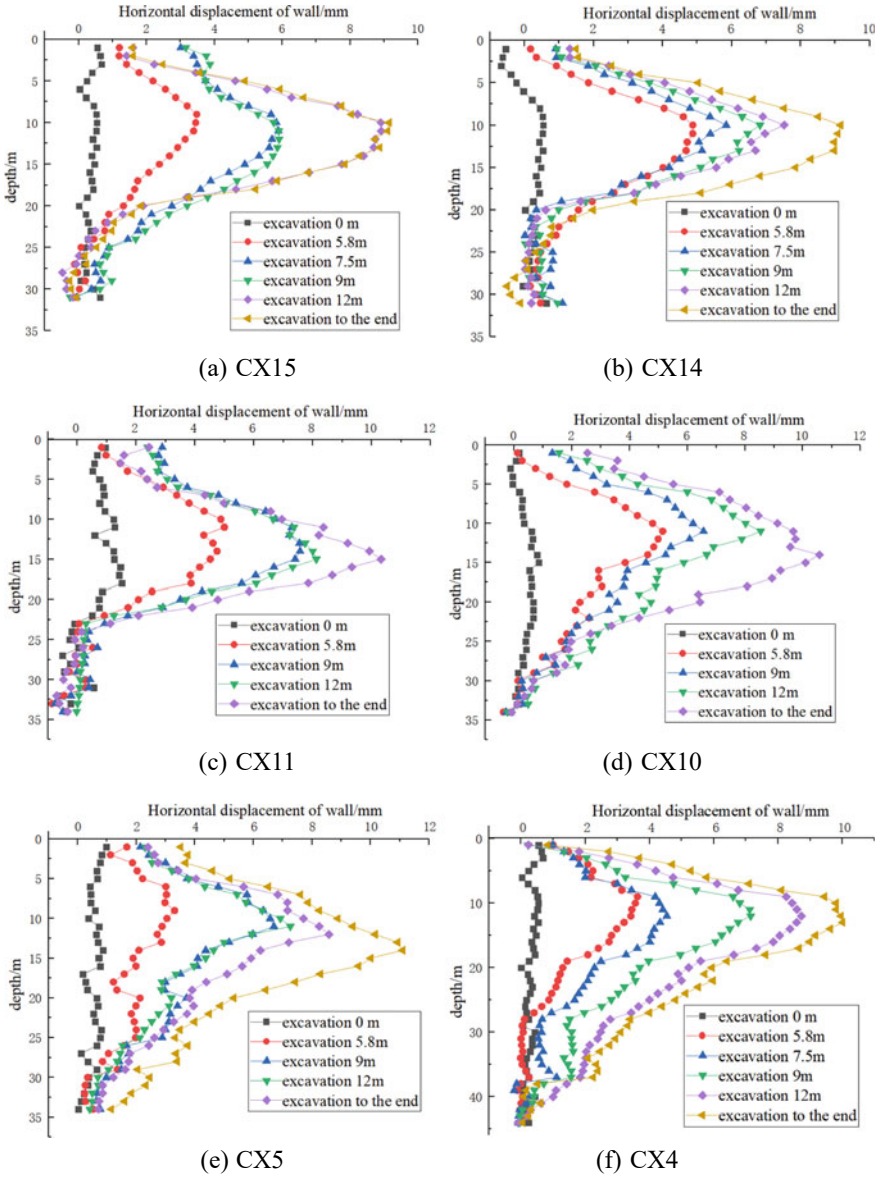 Horizontal displacement of wall/mm
0 2 4 6 8 10
depth/m
0
5
10
15
20
25
30
35
excavation 0 m
excavation 5.8m
excavation 7.5m
excavation 9m
excavation 12m
excavation to the end
(a) CX15
Horizontal displacement of wall/mm
0 2 4 6 8 10
depth/m
0
5
10
15
20
25
30
35
excavation 0 m
excavation 5.8m
excavation 7.5m
excavation 9m
excavation 12m
excavation to the end
(b) CX14
Horizontal displacement of wall/mm
0 2 4 6 8 10 12
depth/m
0
5
10
15
20
25
30
35
excavation 0 m
excavation 5.8m
excavation 9m
excavation 12m
excavation to the end
(c) CX11
Horizontal displacement of wall/mm
0 2 4 6 8 10 12
depth/m
0
5
10
15
20
25
30
35
excavation 0 m
excavation 5.8m
excavation 9m
excavation 12m
excavation to the end
(d) CX10
Horizontal displacement of wall/mm
0 2 4 6 8 10 12
depth/m
0
5
10
15
20
25
30
35
excavation 0 m
excavation 5.8m
excavation 9m
excavation 12m
excavation to the end
(e) CX5
Horizontal displacement of wall/mm
0 2 4 6 8 10
depth/m
0
10
20
30
40
excavation 0 m
excavation 5.8m
excavation 7.5m
excavation 9m
excavation 12m
excavation to the end
(f) CX4